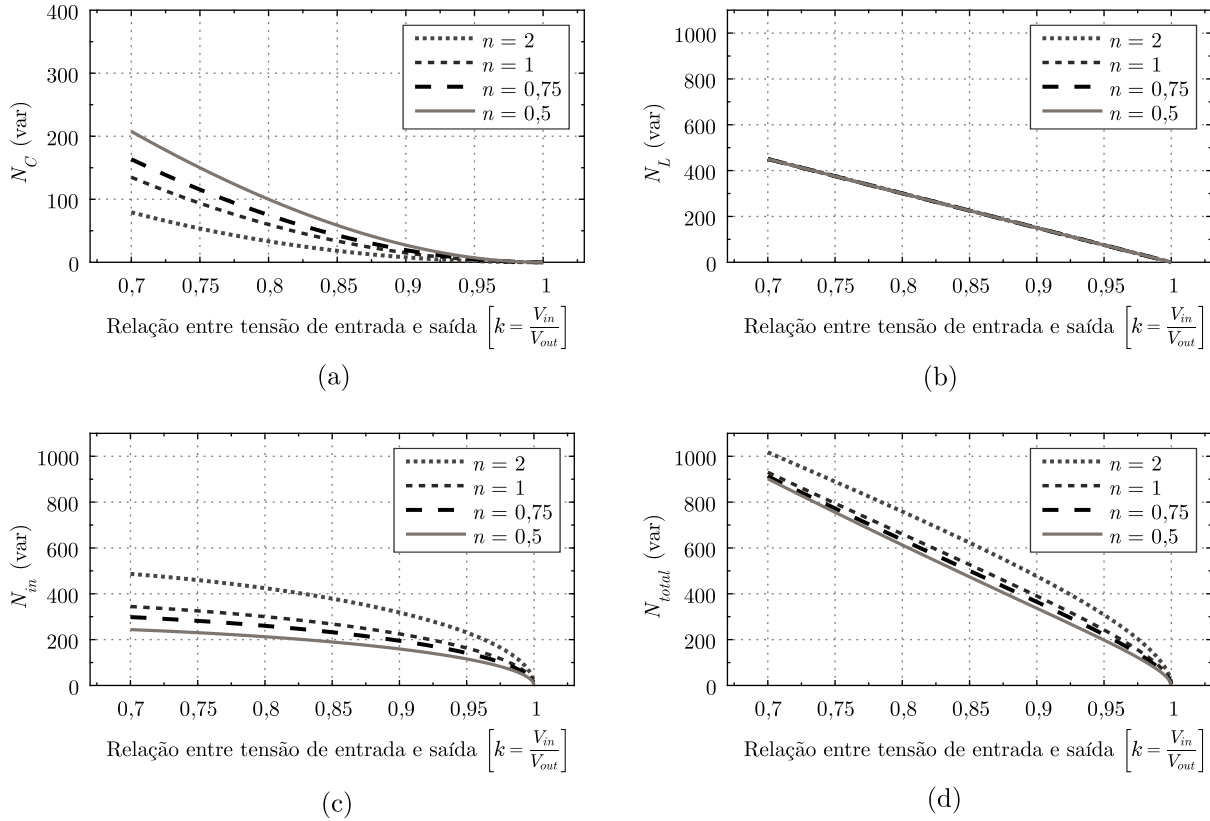 400
300
200
100
0
N_C (var)
n = 2
n = 1
n = 0,75
n = 0,5
0,7 0,75 0,8 0,85 0,9 0,95 1
Relação entre tensão de entrada e saída [k = V_in/V_out]
(a)
1000
800
600
400
200
0
N_L (var)
n = 2
n = 1
n = 0,75
n = 0,5
0,7 0,75 0,8 0,85 0,9 0,95 1
Relação entre tensão de entrada e saída [k = V_in/V_out]
(b)
1000
800
600
400
200
0
N_in (var)
n = 2
n = 1
n = 0,75
n = 0,5
0,7 0,75 0,8 0,85 0,9 0,95 1
Relação entre tensão de entrada e saída [k = V_in/V_out]
(c)
1000
800
600
400
200
0
N_total (var)
n = 2
n = 1
n = 0,75
n = 0,5
0,7 0,75 0,8 0,85 0,9 0,95 1
Relação entre tensão de entrada e saída [k = V_in/V_out]
(d)